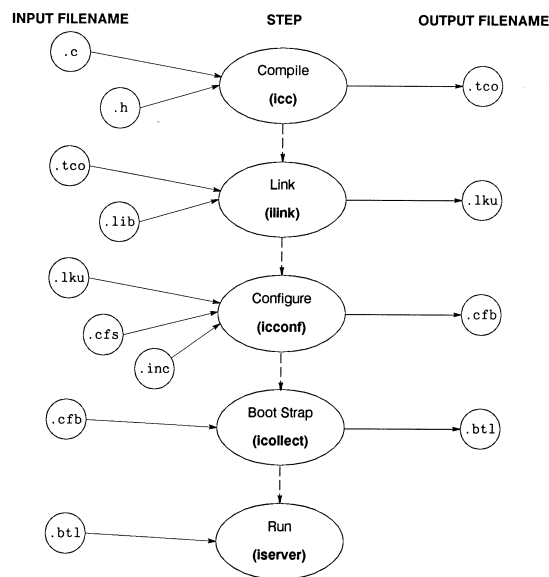 INPUT FILENAME STEP OUTPUT FILENAME
.c
Compile
(icc)
.h
.tco
.tco
Link
(ilink)
.lib
.lku
.lku
Configure
(icconf)
.cfs
.inc
.cfb
.cfb
Boot Strap
(icollect)
.btl
.btl
Run
(iserver)